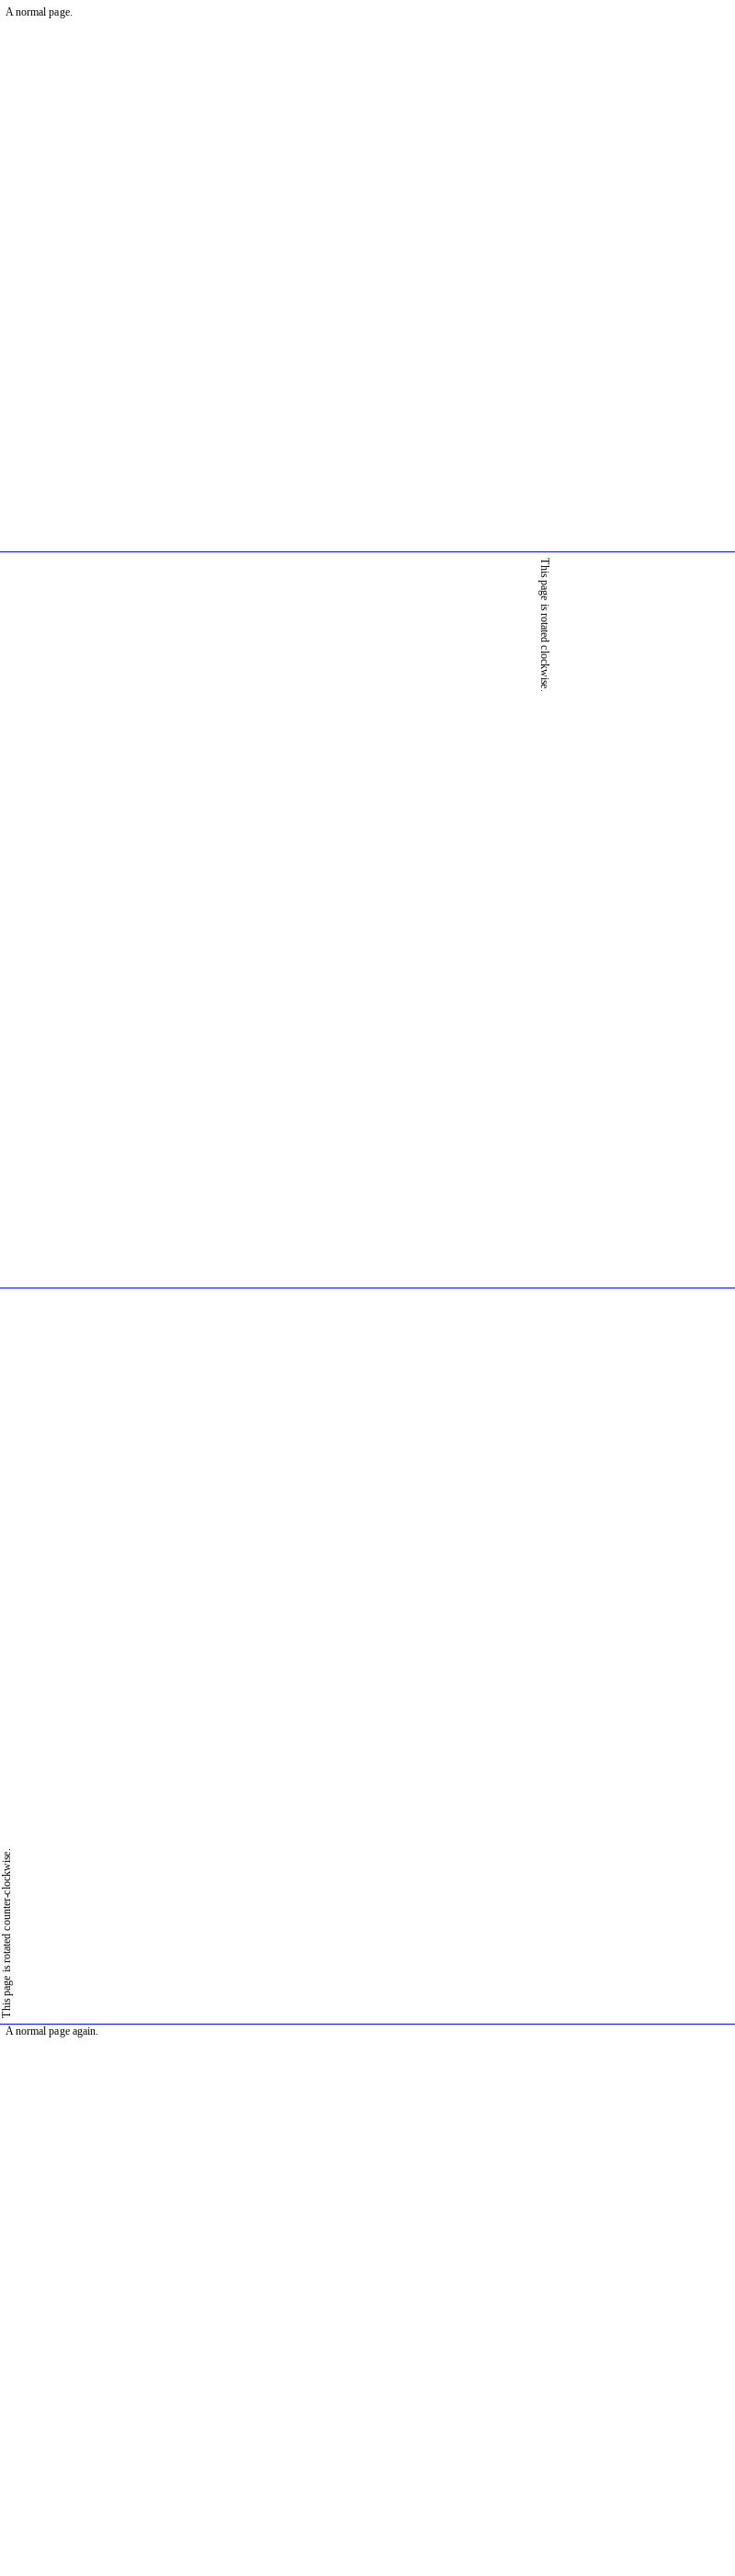 A normal page.
This page is rotated clockwise.
This page is rotated counter-clockwise.
A normal page again.